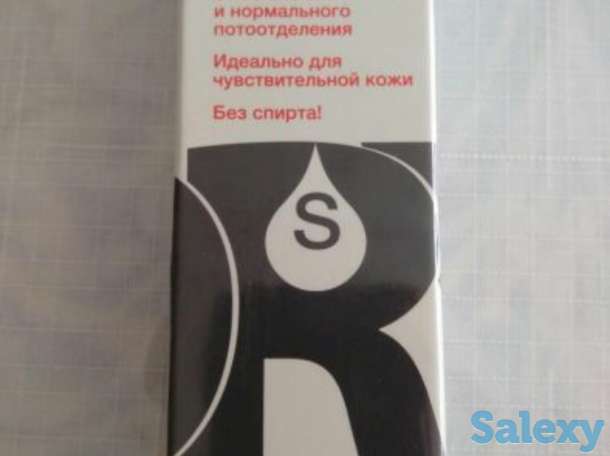 и нормального
потоотделения
Идеально для
чувствительной кожи
Без спирта!
S
R
Salexy